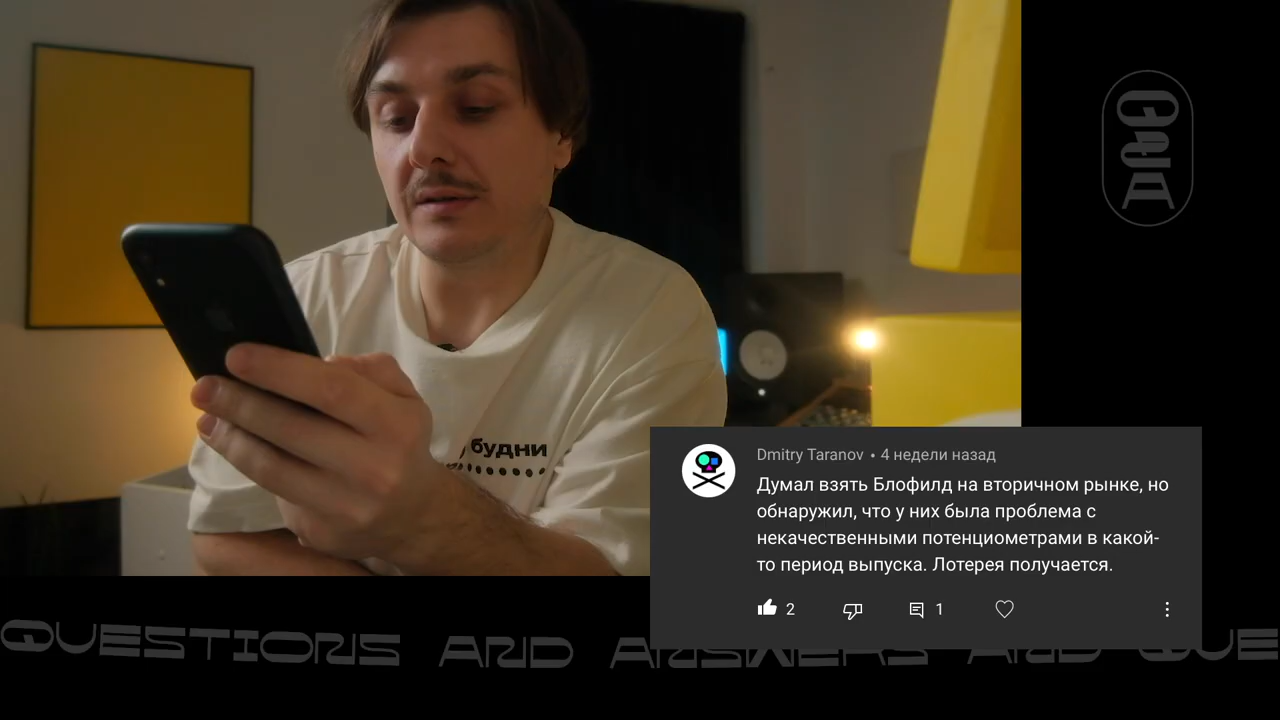 Q&A
будни
Dmitry Taranov • 4 недели назад
Думал взять Блофилд на вторичном рынке, но
обнаружил, что у них была проблема с
некачественными потенциометрами в какой-
то период выпуска. Лотерея получается.
2
1
QUESTIONS AND ANSWERS AND QUE